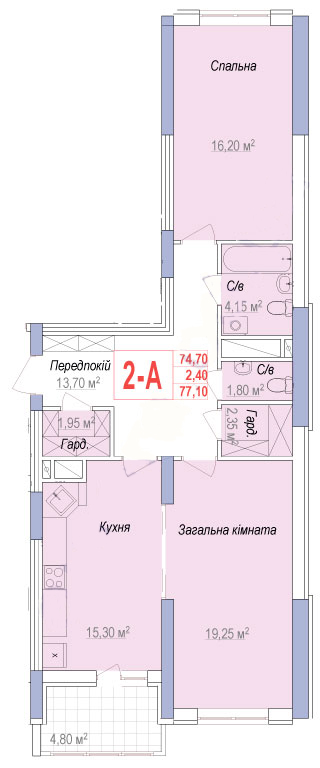 Спальна
16,20 м²
С/в
4,15 м²
Передпокій
13,70 м²
2-А
74,70
2,40
77,10
С/в
1,80 м²
1,95 м²
Гард.
Гард.
2,35 м²
Кухня
15,30 м²
Загальна кімната
19,25 м²
х
4,80 м²